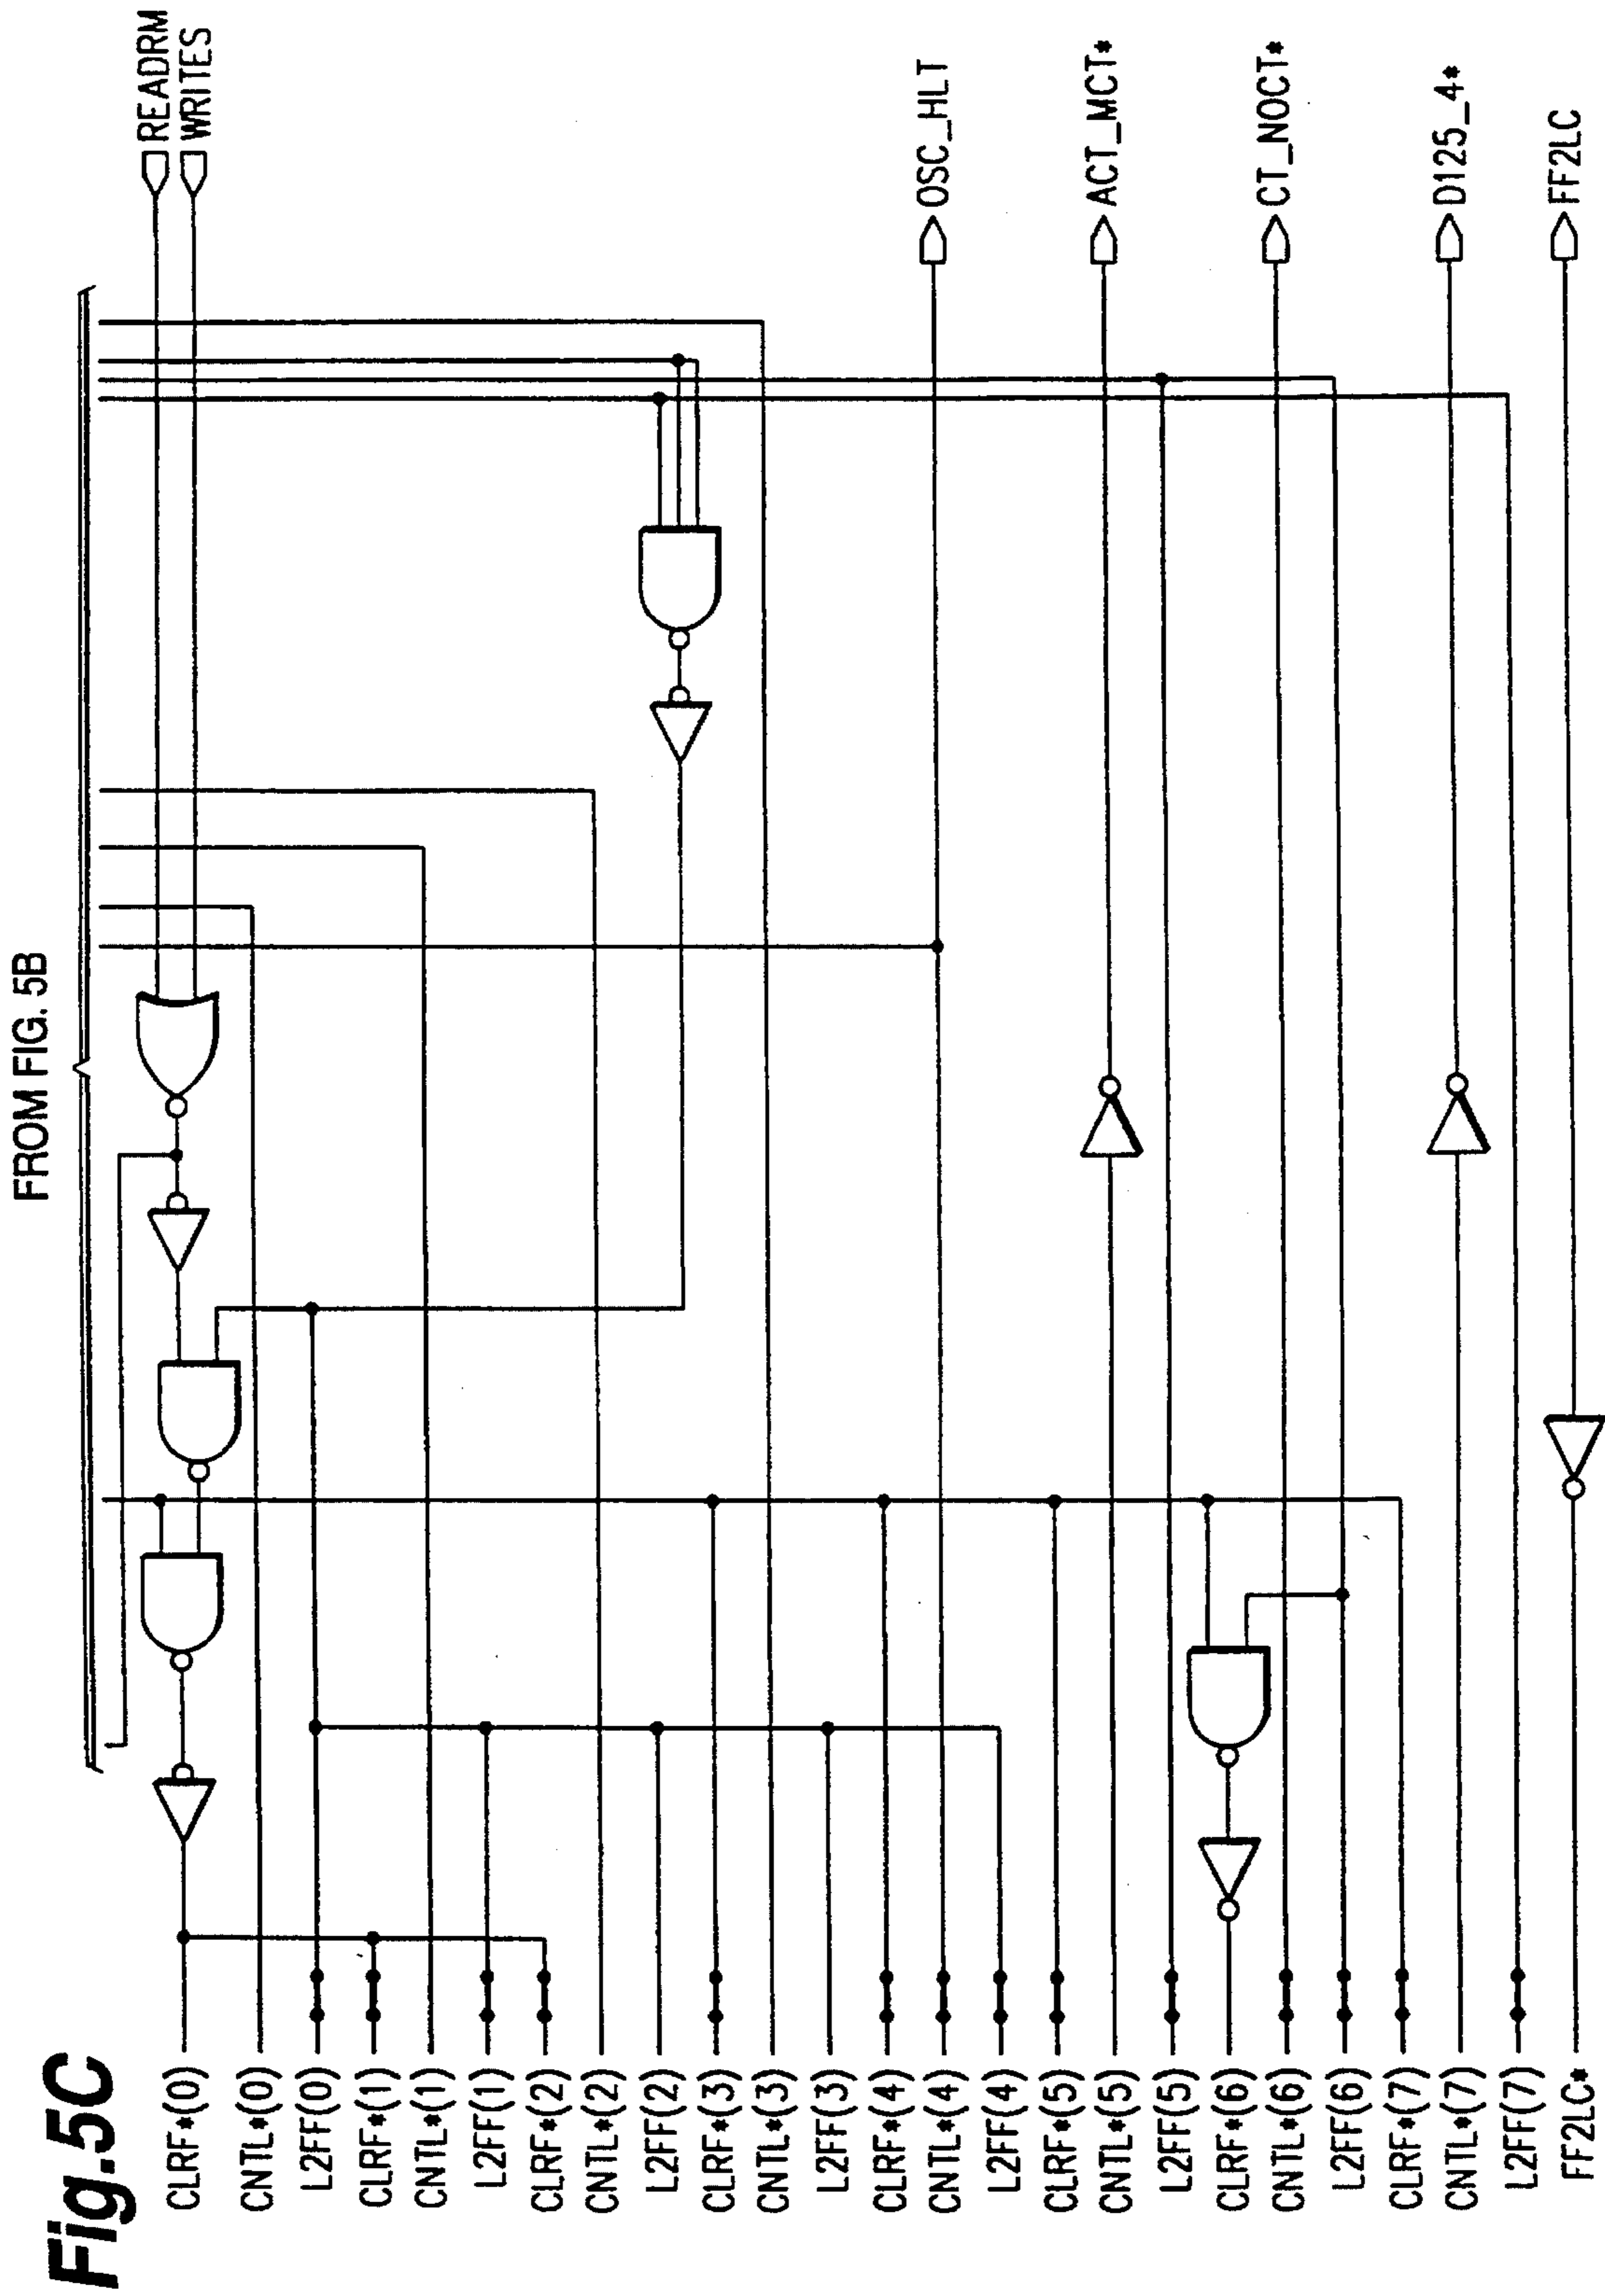 Fig.5C
FROM FIG. 5B
READRM
WRITES
OSC_HLT
ACT_MCT*
CT_NOCT*
D125_4*
FF2LC
CLRF*(0)
CNTL*(0)
L2FF(0)
CLRF*(1)
CNTL*(1)
L2FF(1)
CLRF*(2)
CNTL*(2)
L2FF(2)
CLRF*(3)
CNTL*(3)
L2FF(3)
CLRF*(4)
CNTL*(4)
L2FF(4)
CLRF*(5)
CNTL*(5)
L2FF(5)
CLRF*(6)
CNTL*(6)
L2FF(6)
CLRF*(7)
CNTL*(7)
L2FF(7)
FF2LC*